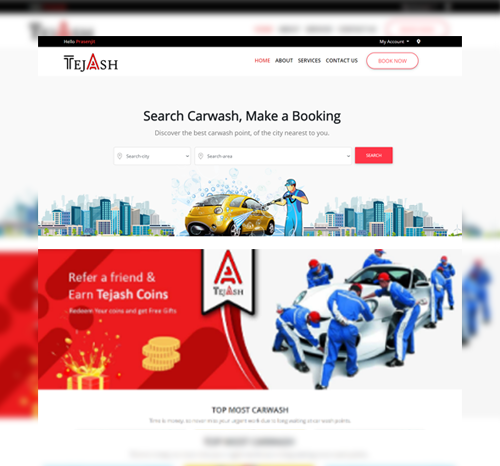 Hello Prasenjit
My Account
TEJASH
HOME ABOUT SERVICES CONTACT US BOOK NOW
Search Carwash, Make a Booking
Discover the best carwash point, of the city nearest to you.
Search city
Search area
SEARCH
Refer a friend &
Earn Tejash Coins
Redeem Your coins and get Free Gifts
A
TEJASH
TOP MOST CARWASH
Time is money, so never miss your urgent work due to long waiting at car wash points.
TOP MOST CARWASH